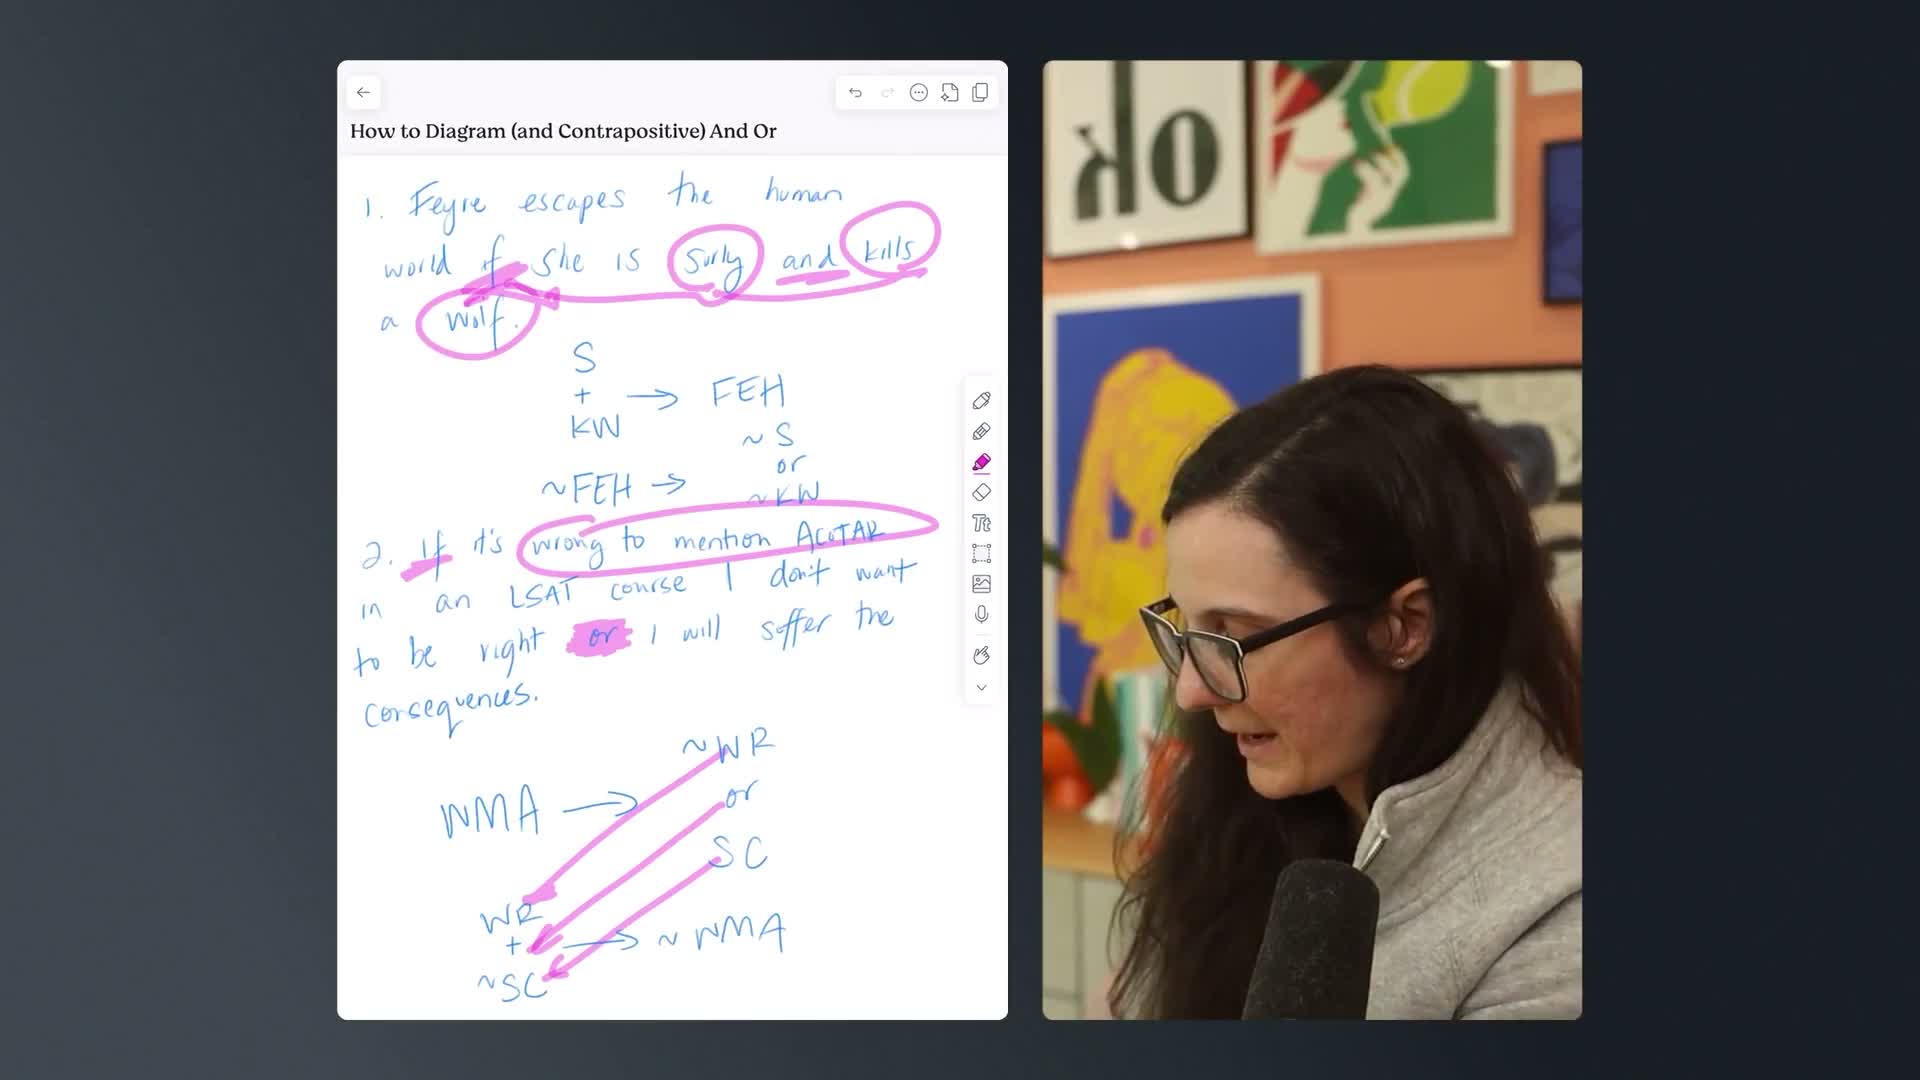 How to Diagram (and Contrapositive) And Or
1. Feyre escapes the human
world if she is surly and kills
a wolf.
S
+ → FEH
KW
~FEH → ~S
or
~KW
2. If it's wrong to mention ACOTAR
in an LSAT course I don't want
to be right or I will suffer the
consequences.
~WR
WMA → or
SC
WR
+ → ~WMA
~SC
Tt
ok